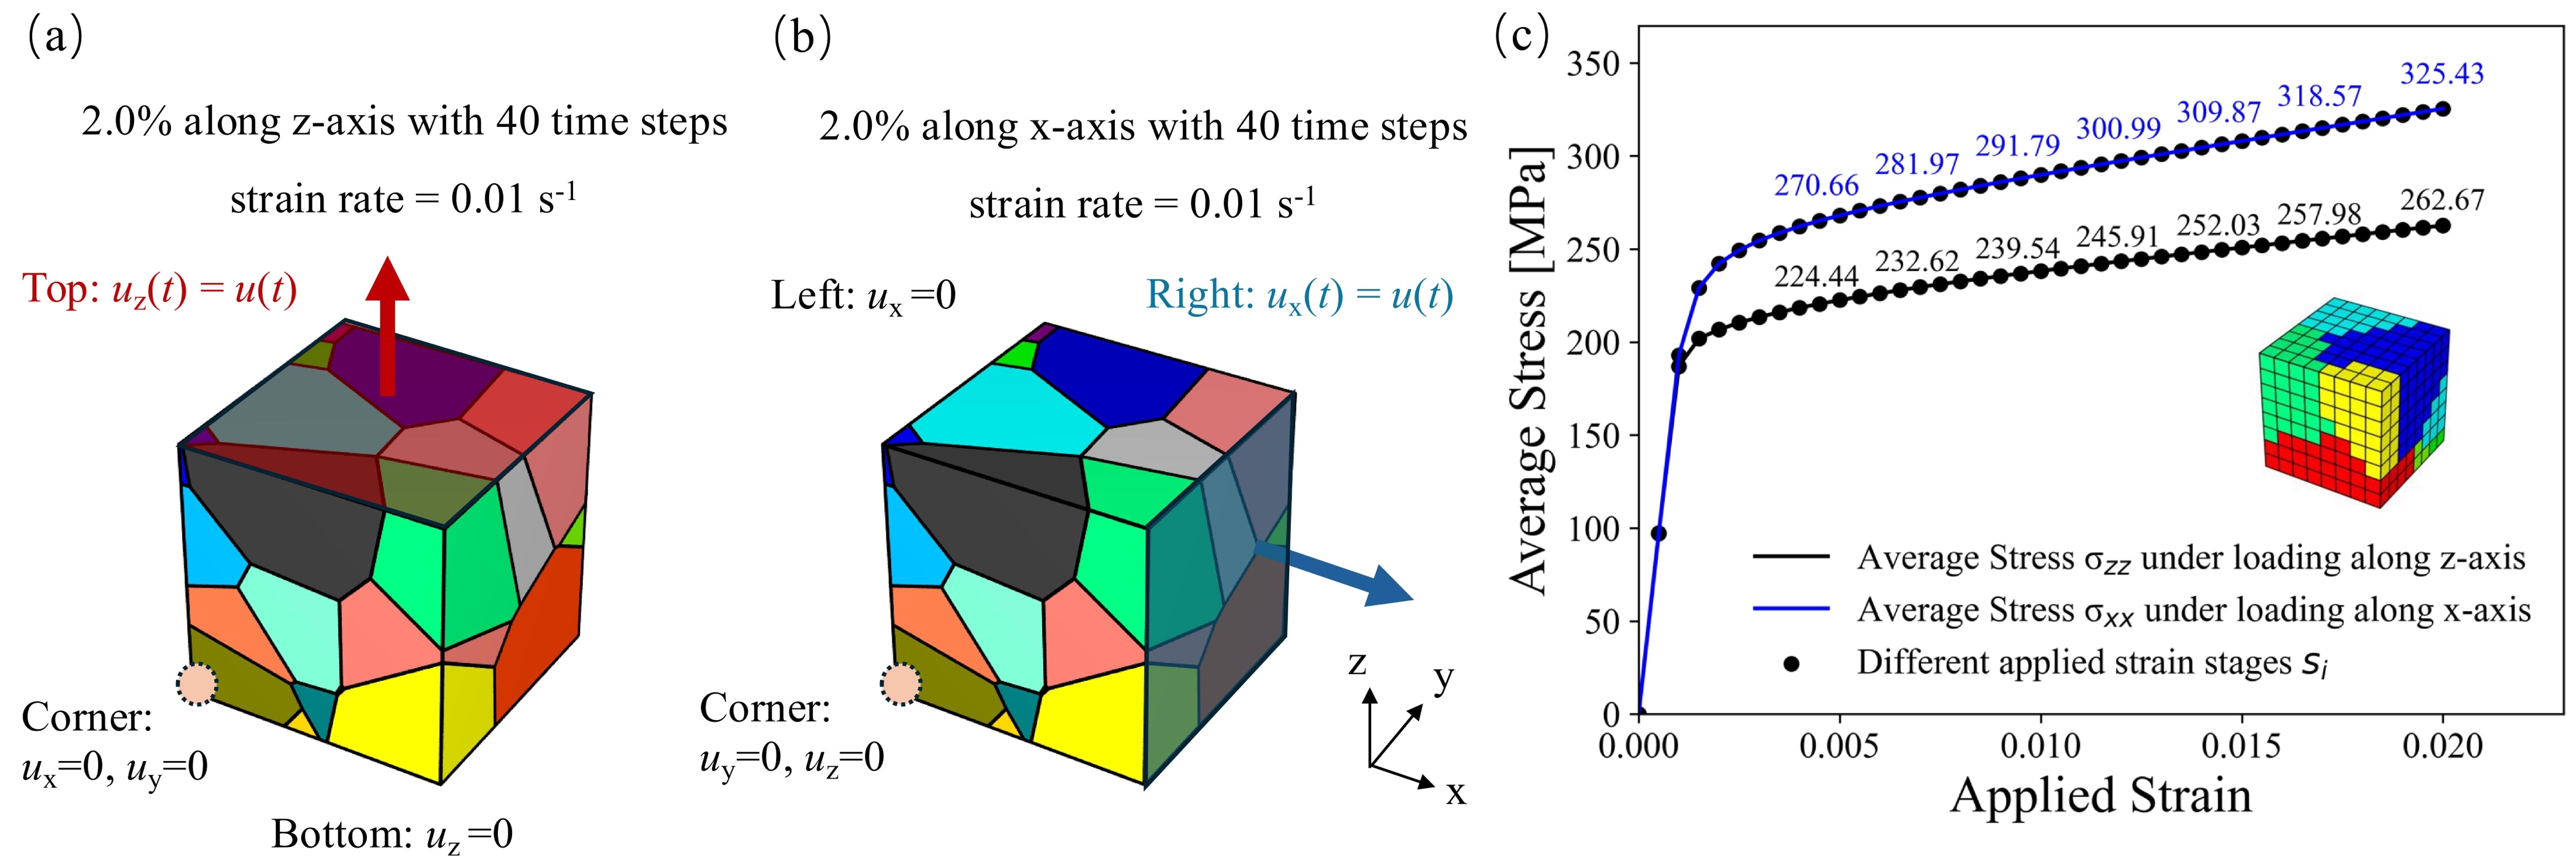 (a)
2.0% along z-axis with 40 time steps
strain rate = 0.01 s-1
Top: uz(t) = u(t)
Corner:
ux=0, uy=0
Bottom: uz=0
(b)
2.0% along x-axis with 40 time steps
strain rate = 0.01 s-1
Left: ux=0
Right: ux(t) = u(t)
Corner:
uy=0, uz=0
z
y
x
(c)
Average Stress [MPa]
350
300
250
200
150
100
50
0
270.66
281.97
291.79
300.99
309.87
318.57
325.43
224.44
232.62
239.54
245.91
252.03
257.98
262.67
Average Stress σzz under loading along z-axis
Average Stress σxx under loading along x-axis
Different applied strain stages si
0.000
0.005
0.010
0.015
0.020
Applied Strain